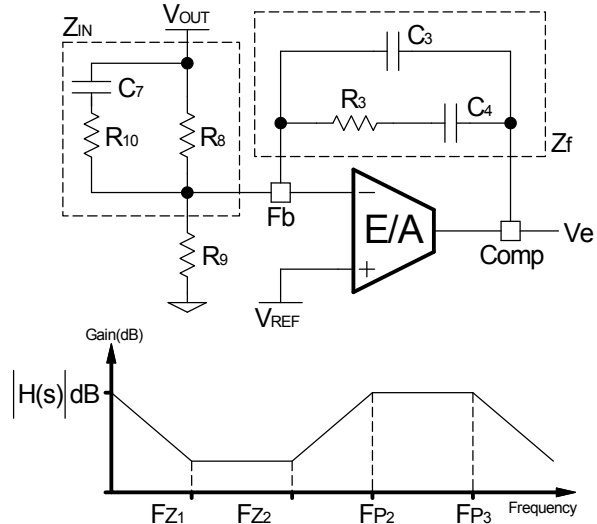 ZIN
VOUT
C3
C7
R3
C4
R10
R8
Zf
Fb
−
E/A
Ve
R9
+
Comp
VREF
Gain(dB)
|H(s)|dB
FZ1
FZ2
FP2
FP3
Frequency